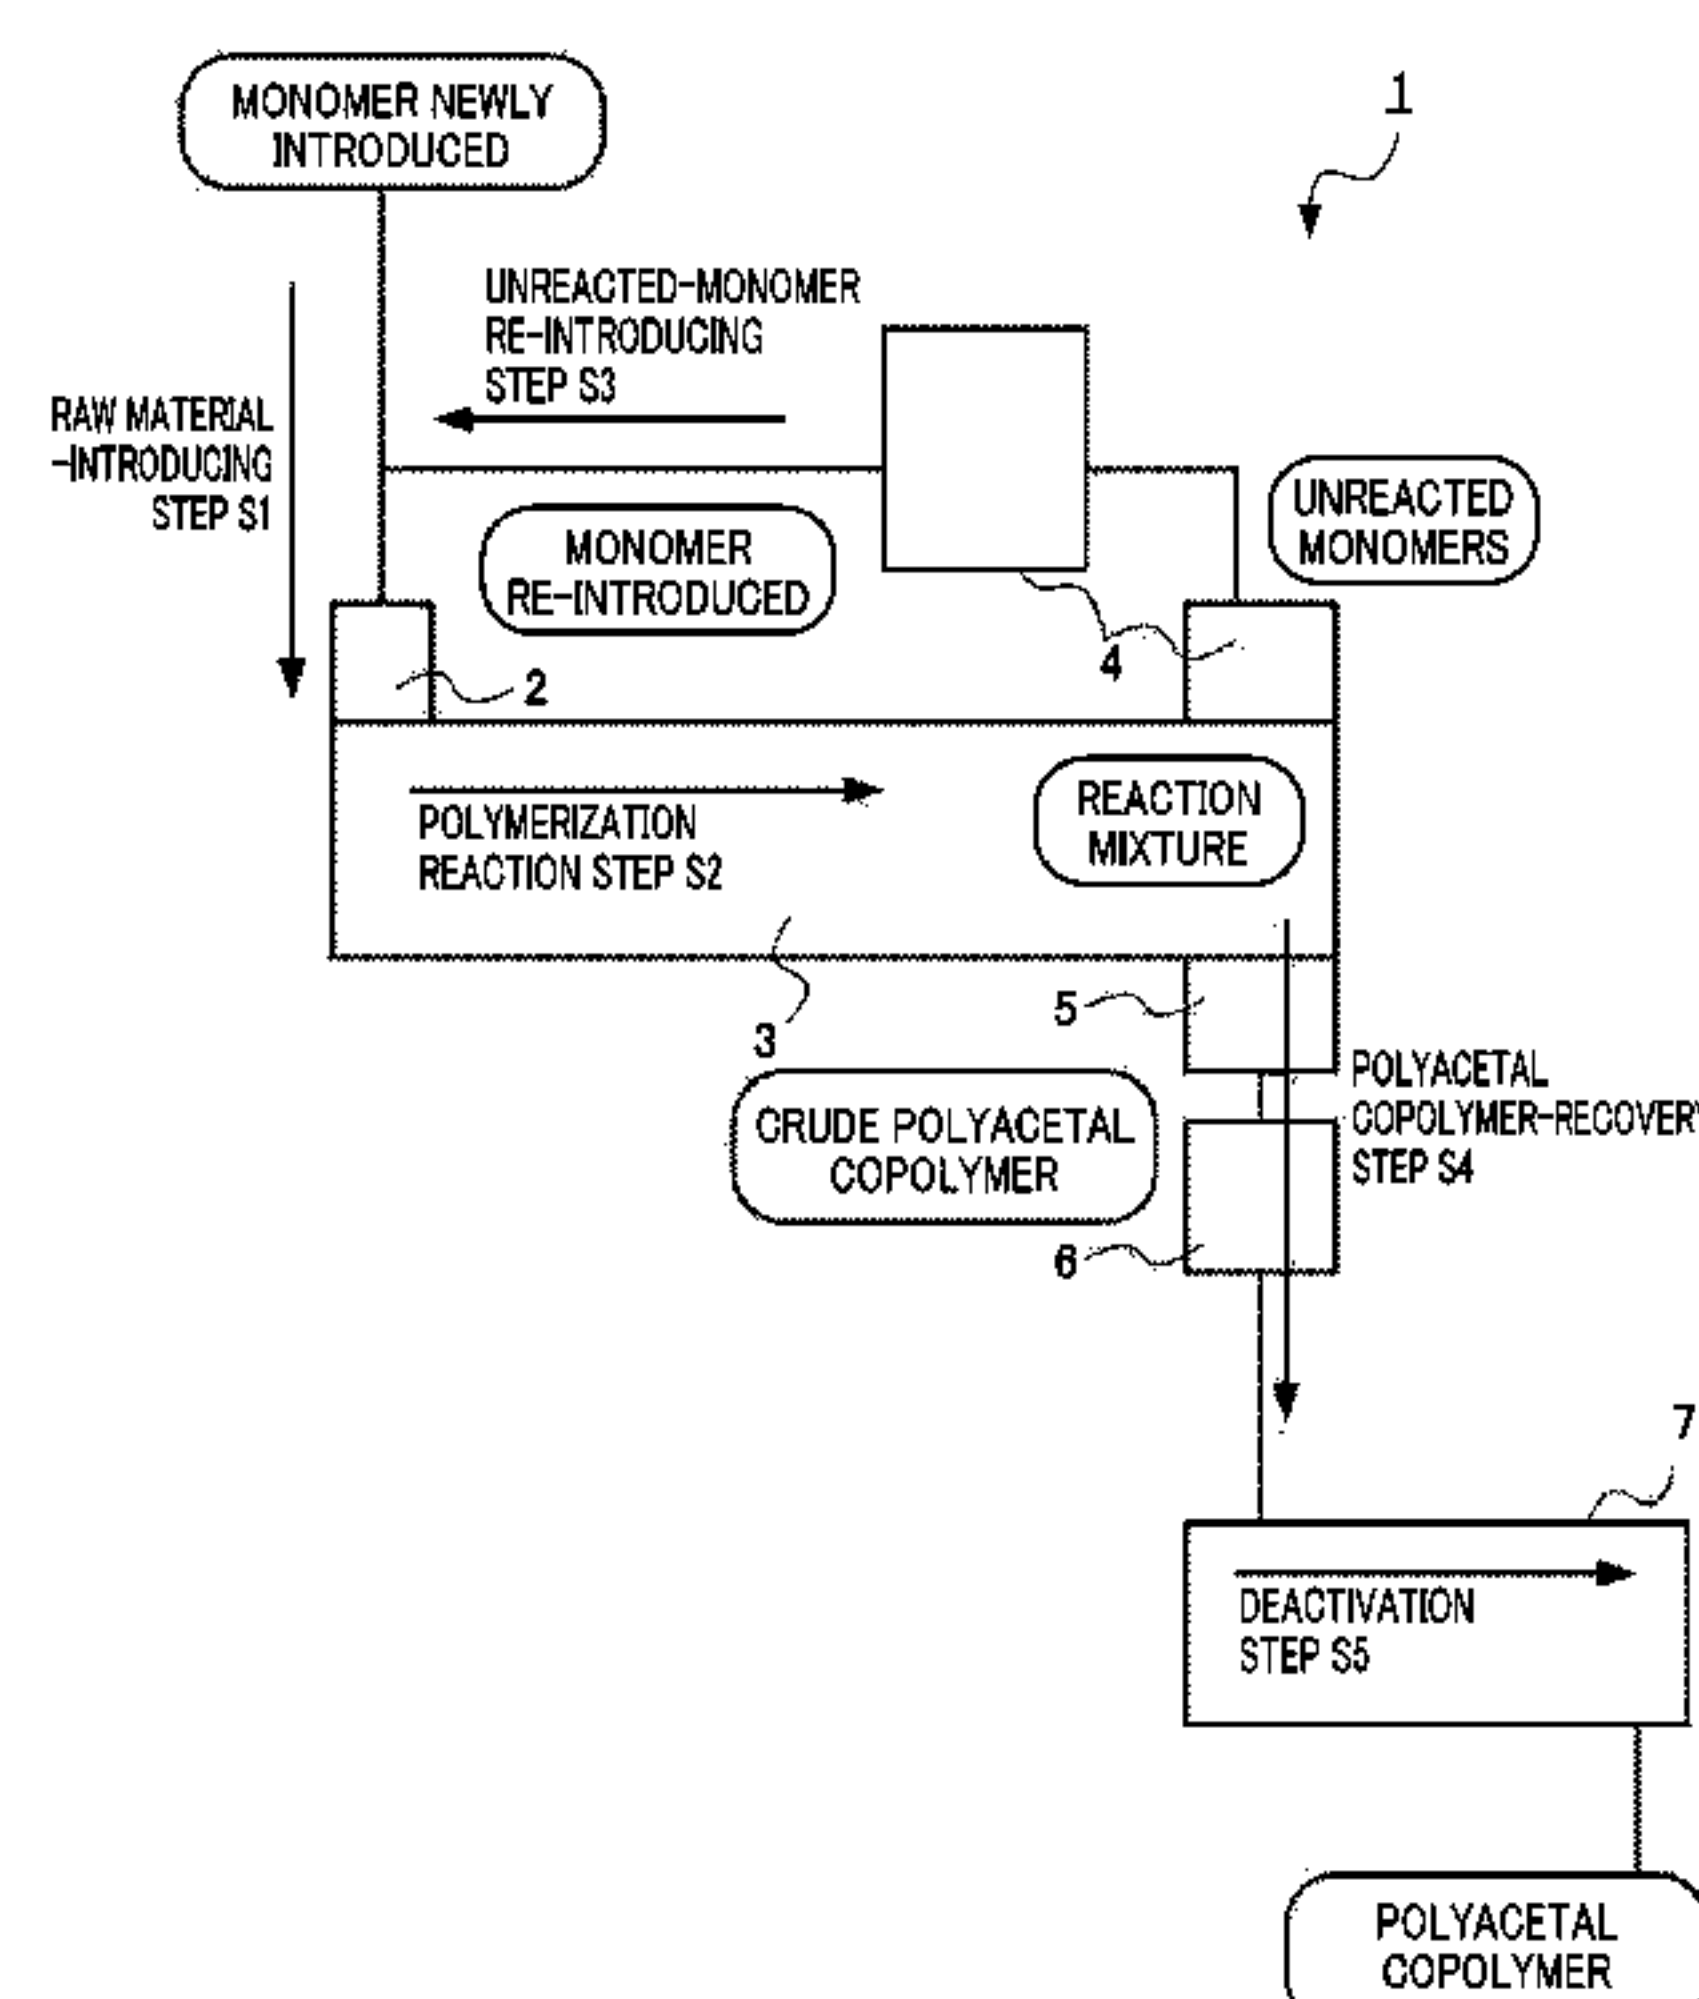 MONOMER NEWLY
INTRODUCED
1
UNREACTED-MONOMER
RE-INTRODUCING
STEP S3
RAW MATERIAL
-INTRODUCING
STEP S1
UNREACTED
MONOMERS
MONOMER
RE-INTRODUCED
4
2
REACTION
MIXTURE
POLYMERIZATION
REACTION STEP S2
5
3
POLYACETAL
COPOLYMER-RECOVERY
STEP S4
CRUDE POLYACETAL
COPOLYMER
6
7
DEACTIVATION
STEP S5
POLYACETAL
COPOLYMER